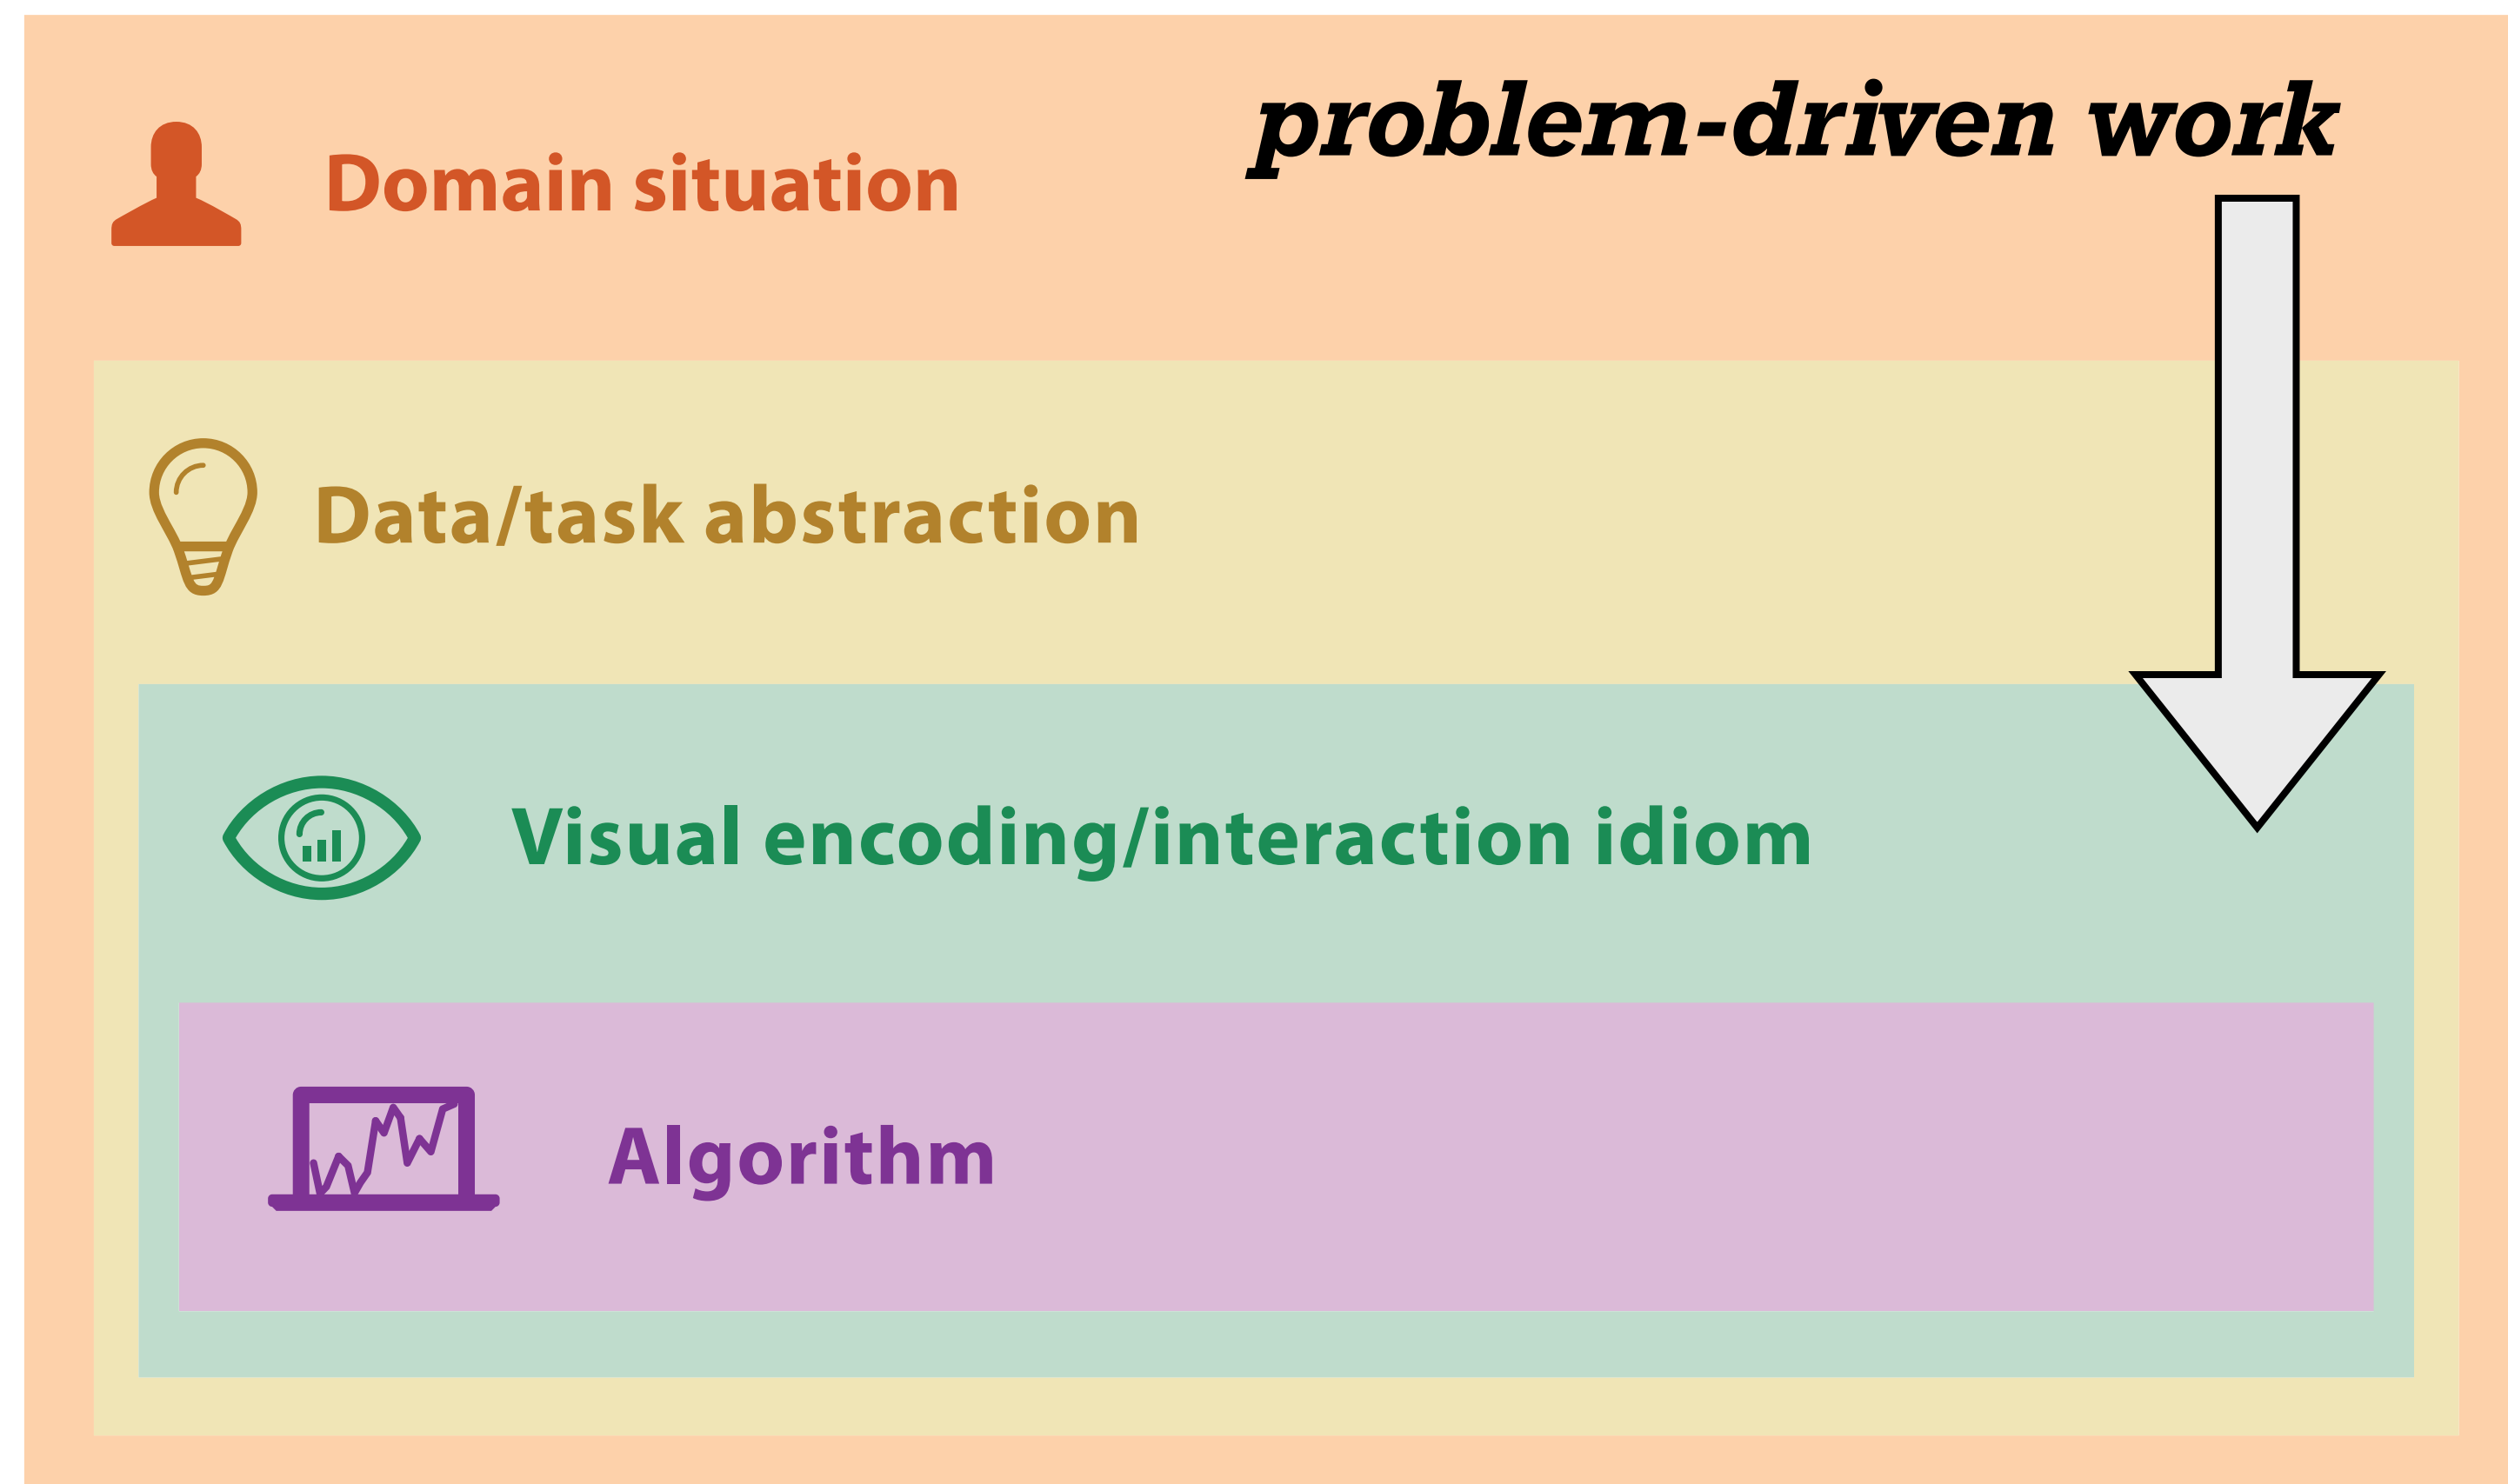 problem-driven work
Domain situation
Data/task abstraction
Visual encoding/interaction idiom
Algorithm